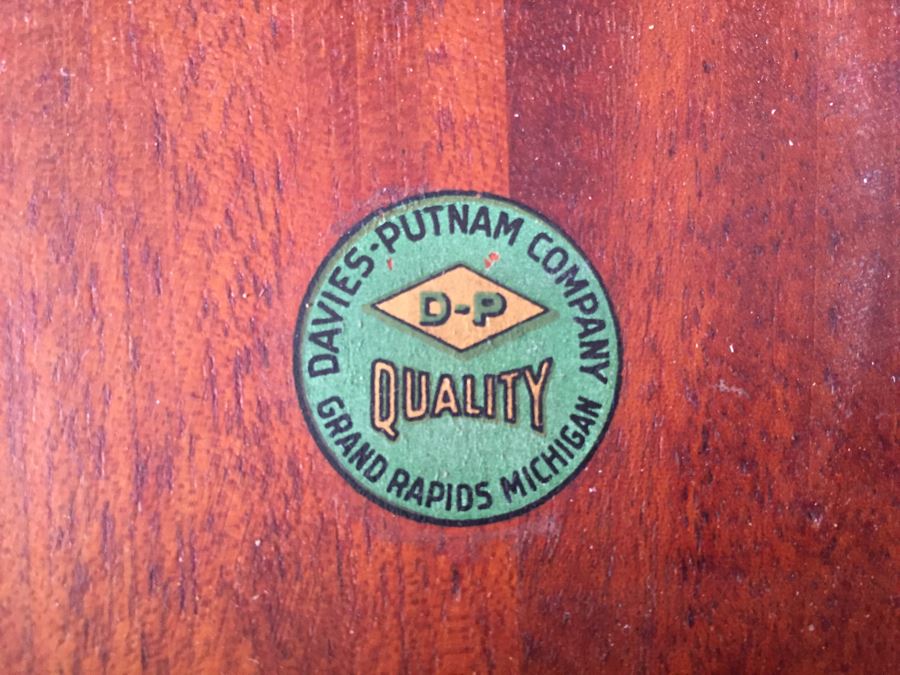 DAVIES-PUTNAM COMPANY
D-P
QUALITY
GRAND RAPIDS MICHIGAN